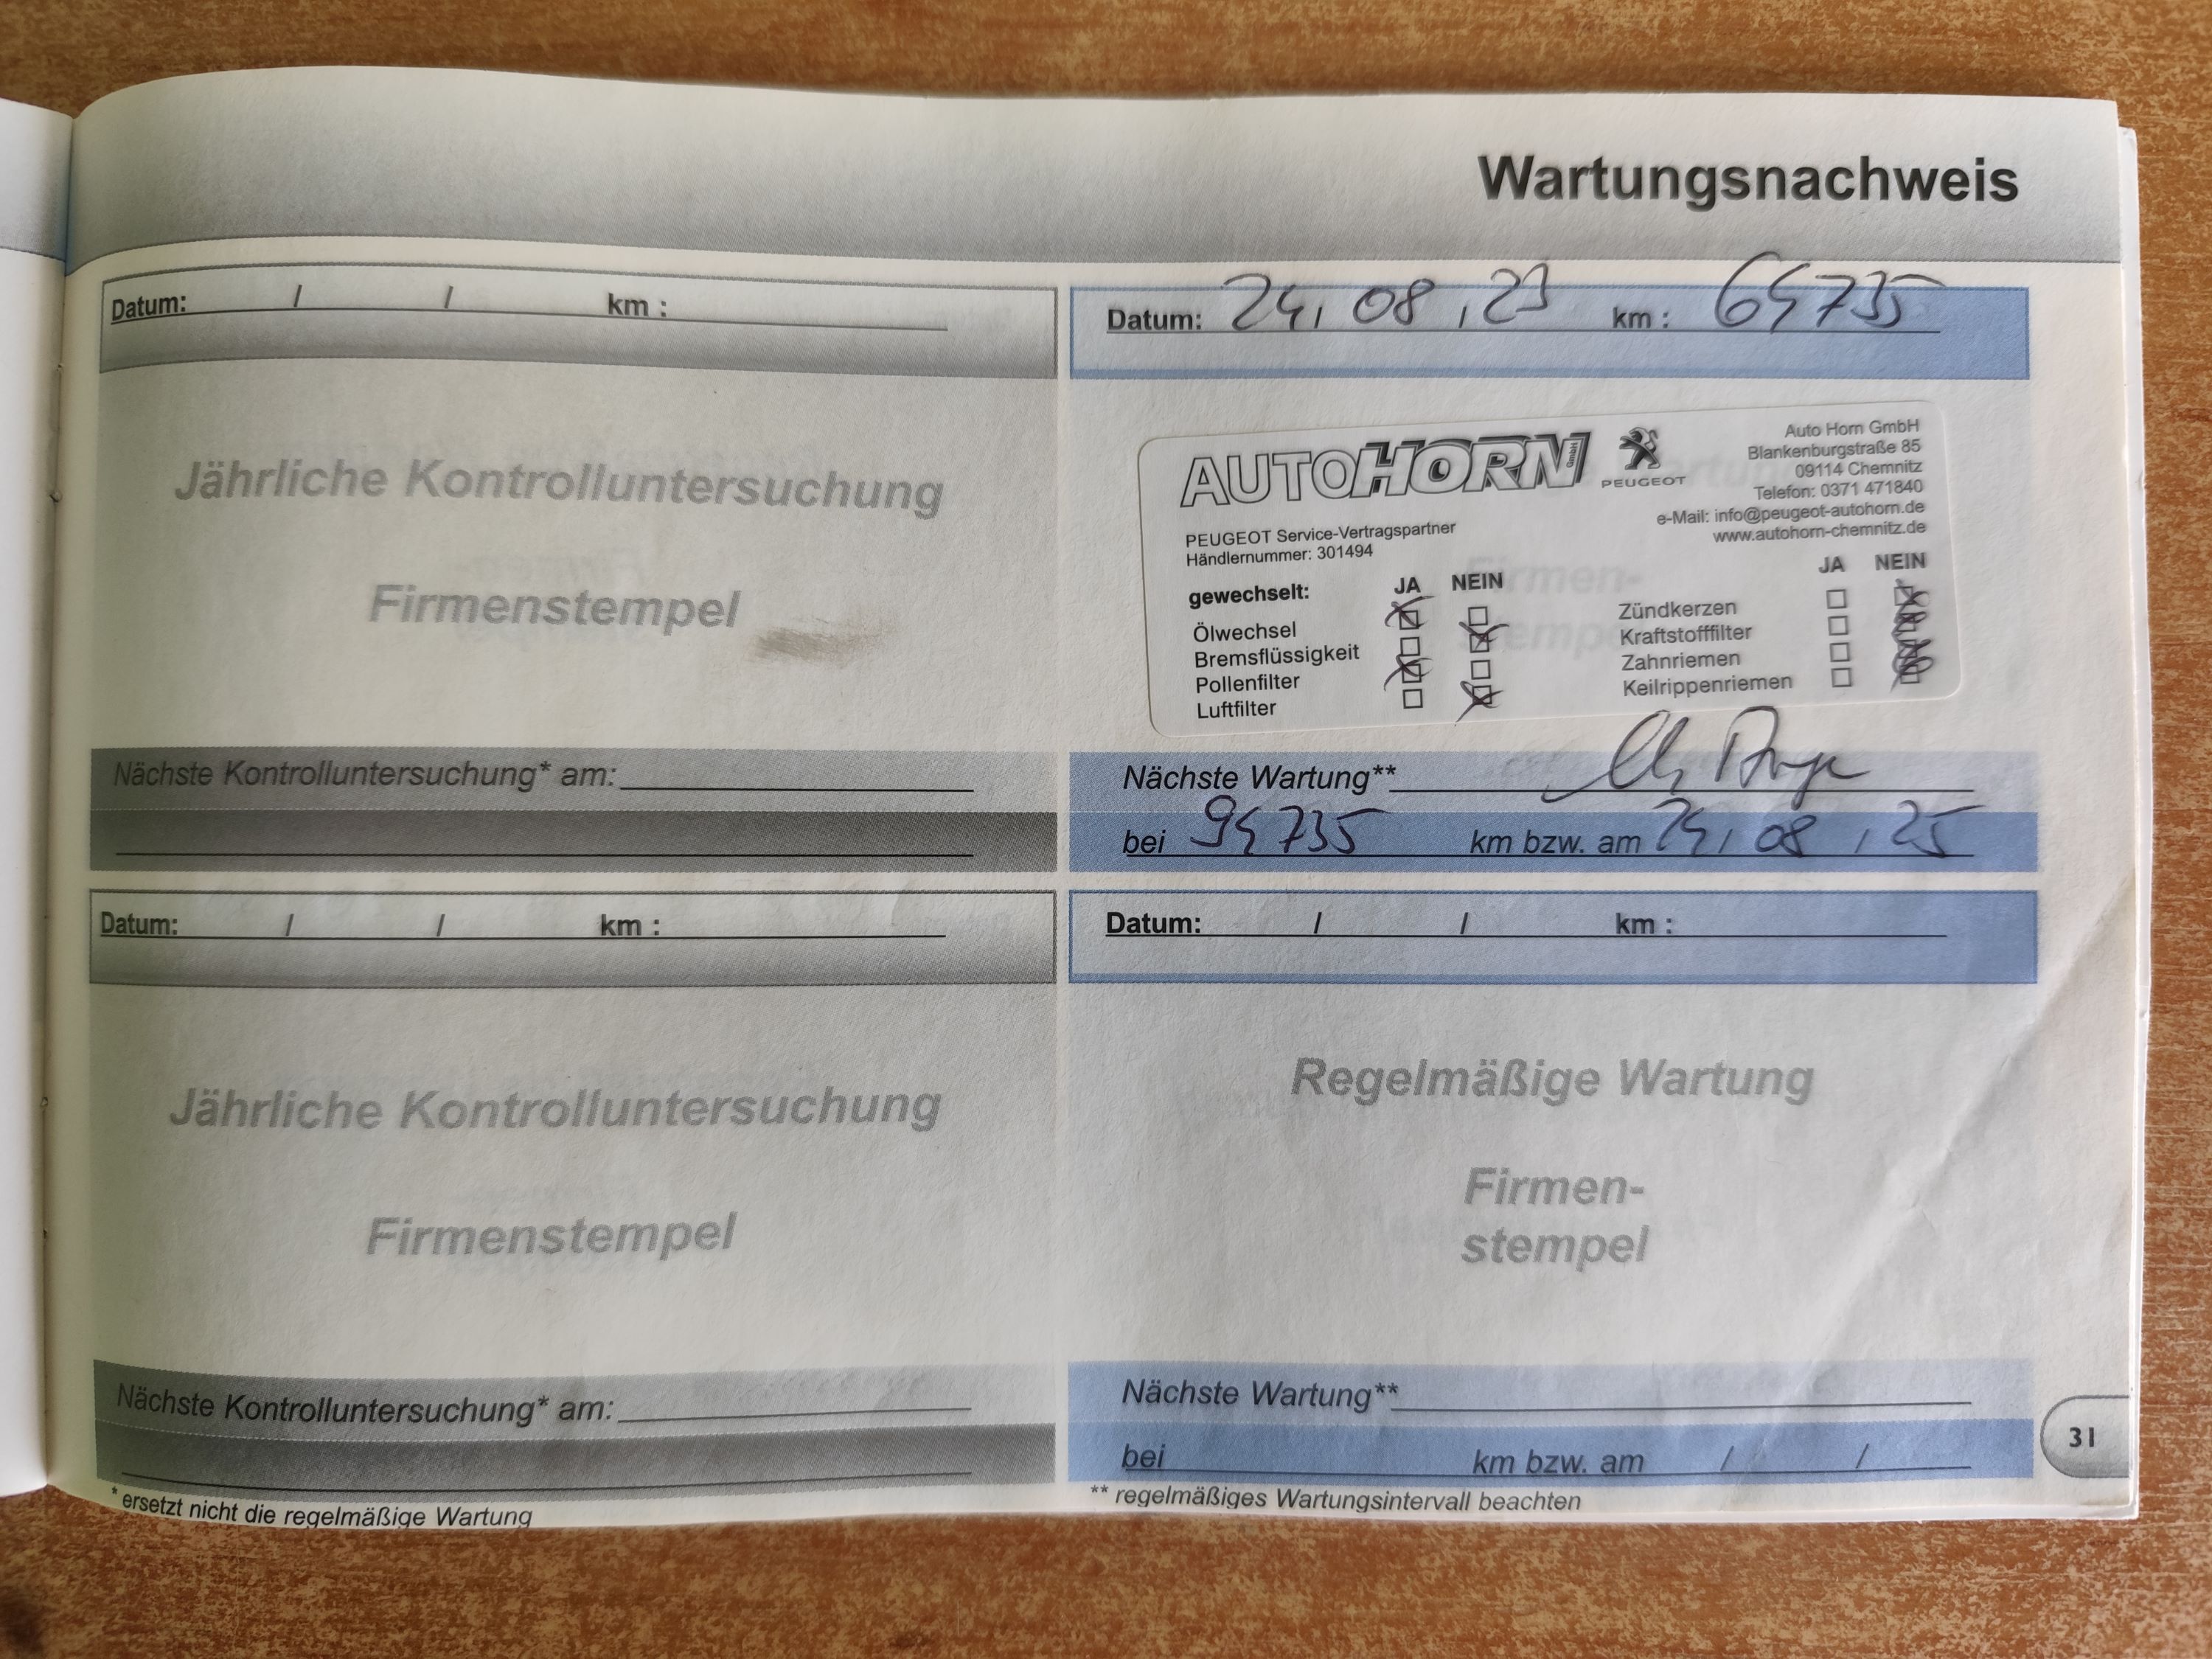 Wartungsnachweis
Datum: / / km :
Jährliche Kontrolluntersuchung
Firmenstempel
Nächste Kontrolluntersuchung* am:
Datum: 24, 08, 23 km : 64735
AUTOHORN GmbH
PEUGEOT
Auto Horn GmbH
Blankenburgstraße 85
09114 Chemnitz
Telefon: 0371 471840
e-Mail: info@peugeot-autohorn.de
www.autohorn-chemnitz.de
PEUGEOT Service-Vertragspartner
Händlernummer: 301494
gewechselt: JA NEIN
Ölwechsel
Bremsflüssigkeit
Pollenfilter
Luftfilter
JA NEIN
Zündkerzen
Kraftstofffilter
Zahnriemen
Keilrippenriemen
Nächste Wartung**
bei 94735 km bzw. am 24, 08, 25
Datum: / / km :
Jährliche Kontrolluntersuchung
Firmenstempel
Nächste Kontrolluntersuchung* am:
* ersetzt nicht die regelmäßige Wartung
Datum: / / km :
Regelmäßige Wartung
Firmen-
stempel
Nächste Wartung**
bei km bzw. am / /
** regelmäßiges Wartungsintervall beachten
31